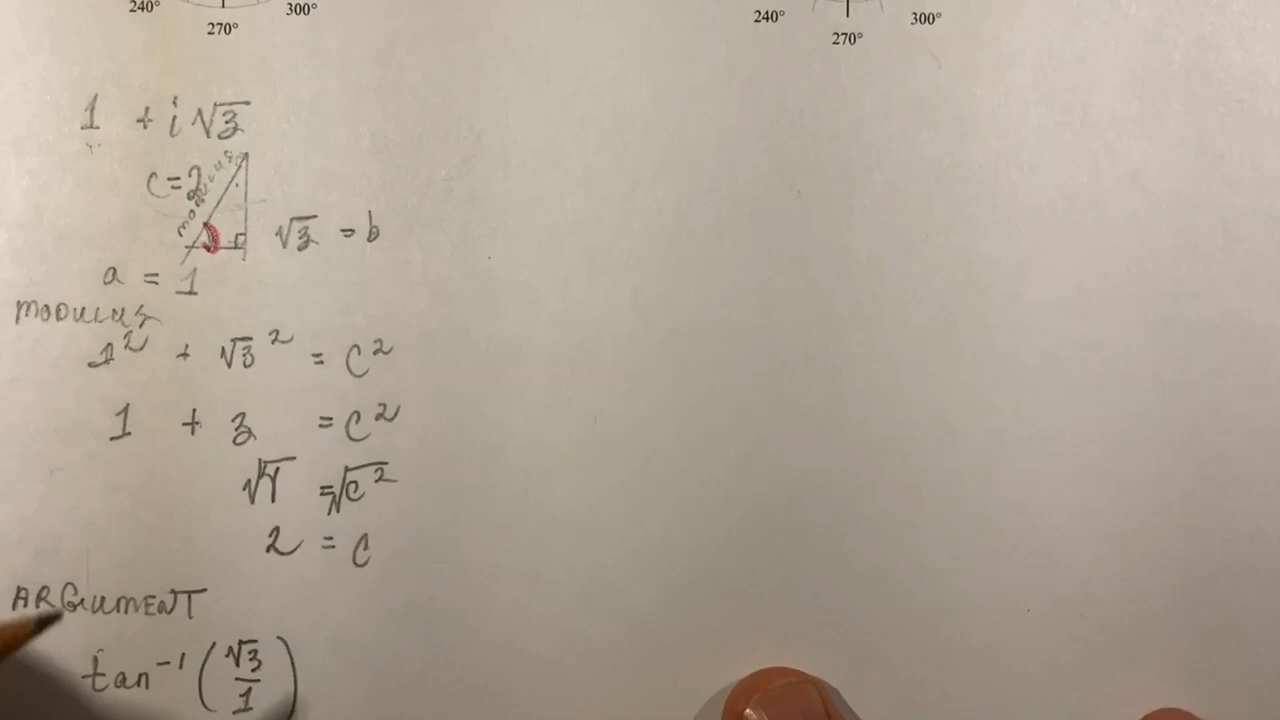 240° 300° 240° 300°
270° 270°
1 + i√3
c = 2 modulus
√3 = b
a = 1
MODULUS
1² + √3² = c²
1 + 3 = c²
√4 = √c²
2 = c
ARGUMENT
tan⁻¹(√3/1)